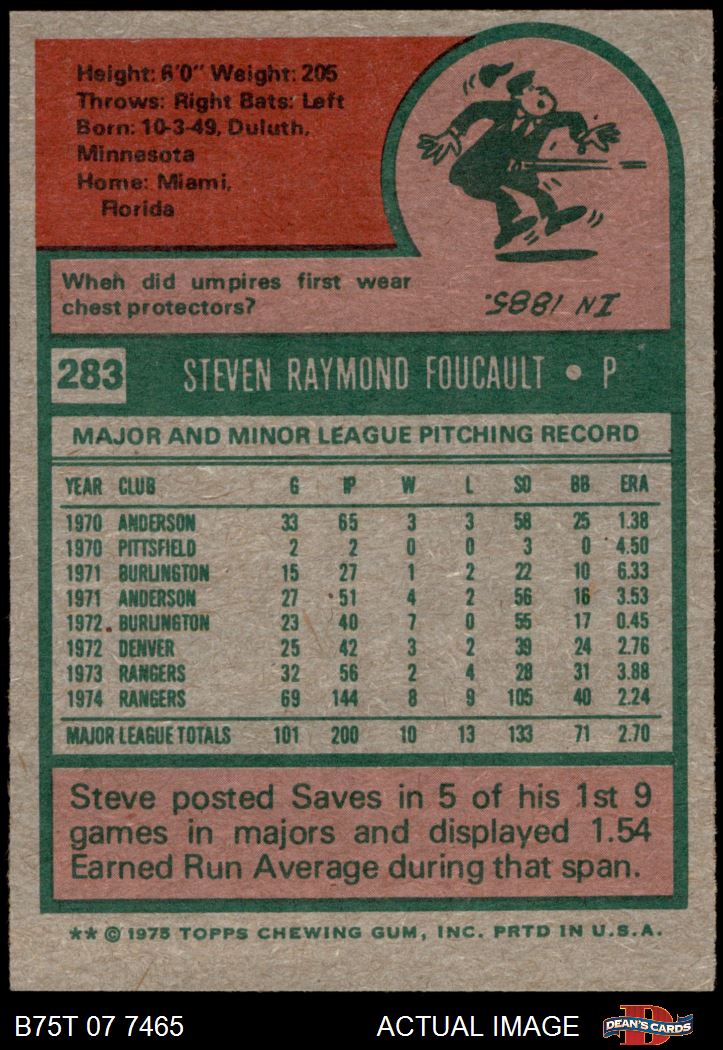 Height: 6'0" Weight: 205
Throws: Right Bats: Left
Born: 10-3-49, Duluth,
Minnesota
Home: Miami,
Florida
When did umpires first wear
chest protectors?
IN 1885.
283 STEVEN RAYMOND FOUCAULT • P
MAJOR AND MINOR LEAGUE PITCHING RECORD
YEAR CLUB G IP W L SO BB ERA
1970 ANDERSON 33 65 3 3 58 25 1.38
1970 PITTSFIELD 2 2 0 0 3 0 4.50
1971 BURLINGTON 15 27 1 2 22 10 6.33
1971 ANDERSON 27 51 4 2 56 16 3.53
1972 BURLINGTON 23 40 7 0 55 17 0.45
1972 DENVER 25 42 3 2 39 24 2.76
1973 RANGERS 32 56 2 4 28 31 3.88
1974 RANGERS 69 144 8 9 105 40 2.24
MAJOR LEAGUE TOTALS 101 200 10 13 133 71 2.70
Steve posted Saves in 5 of his 1st 9
games in majors and displayed 1.54
Earned Run Average during that span.
** © 1975 TOPPS CHEWING GUM, INC. PRTD IN U.S.A.
B75T 07 7465 ACTUAL IMAGE D DEAN'S CARDS